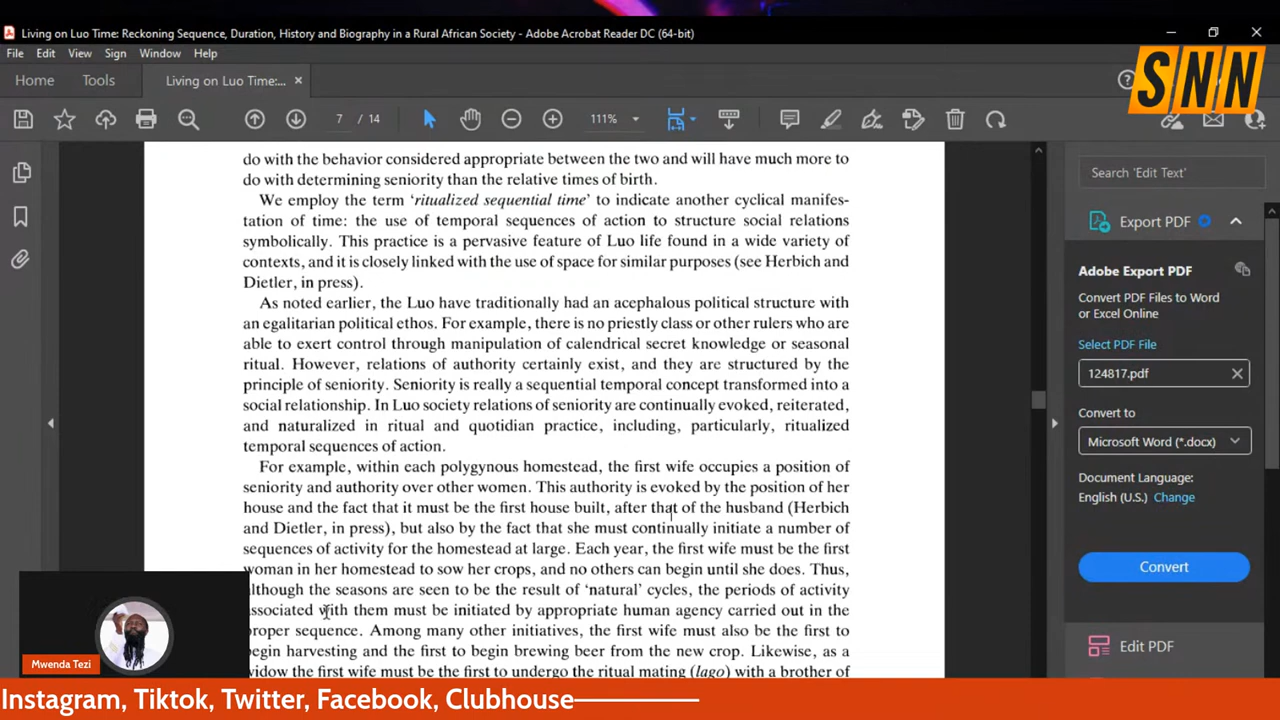 Living on Luo Time: Reckoning Sequence, Duration, History and Biography in a Rural African Society - Adobe Acrobat Reader DC (64-bit)
File Edit View Window Help
SNN
Home Tools Living on Luo Time:... ×
7 / 14 111%
do with the behavior considered appropriate between the two and will have much more to
do with determining seniority than the relative times of birth.
We employ the term ‘ritualized sequential time’ to indicate another cyclical manifes-
tation of time: the use of temporal sequences of action to structure social relations
symbolically. This practice is a pervasive feature of Luo life found in a wide variety of
contexts, and it is closely linked with the use of space for similar purposes (see Herbich and
Dietler, in press).
As noted earlier, the Luo have traditionally had an acephalous political structure with
an egalitarian political ethos. For example, there is no priestly class or other rulers who are
able to exert control through manipulation of calendrical secret knowledge or seasonal
ritual. However, relations of authority certainly exist, and they are structured by the
principle of seniority. Seniority is really a sequential temporal concept transformed into a
social relationship. In Luo society relations of seniority are continually evoked, reiterated,
and naturalized in ritual and quotidian practice, including, particularly, ritualized
temporal sequences of action.
For example, within each polygynous homestead, the first wife occupies a position of
seniority and authority over other women. This authority is evoked by the position of her
house and the fact that it must be the first house built, after that of the husband (Herbich
and Dietler, in press), but also by the fact that she must continually initiate a number of
sequences of activity for the homestead at large. Each year, the first wife must be the first
woman in her homestead to sow her crops, and no others can begin until she does. Thus,
lthough the seasons are seen to be the result of ‘natural’ cycles, the periods of activity
ssociated with them must be initiated by appropriate human agency carried out in the
roper sequence. Among many other initiatives, the first wife must also be the first to
egin harvesting and the first to begin brewing beer from the new crop. Likewise, as a
widow the first wife must be the first to undergo the ritual mating (lago) with a brother of
Search 'Edit Text'
Export PDF
Adobe Export PDF
Convert PDF Files to Word
or Excel Online
Select PDF File
124817.pdf
Convert to
Microsoft Word (*.docx)
Document Language:
English (U.S.) Change
Convert
Edit PDF
Mwenda Tezi
Instagram, Tiktok, Twitter, Facebook, Clubhouse